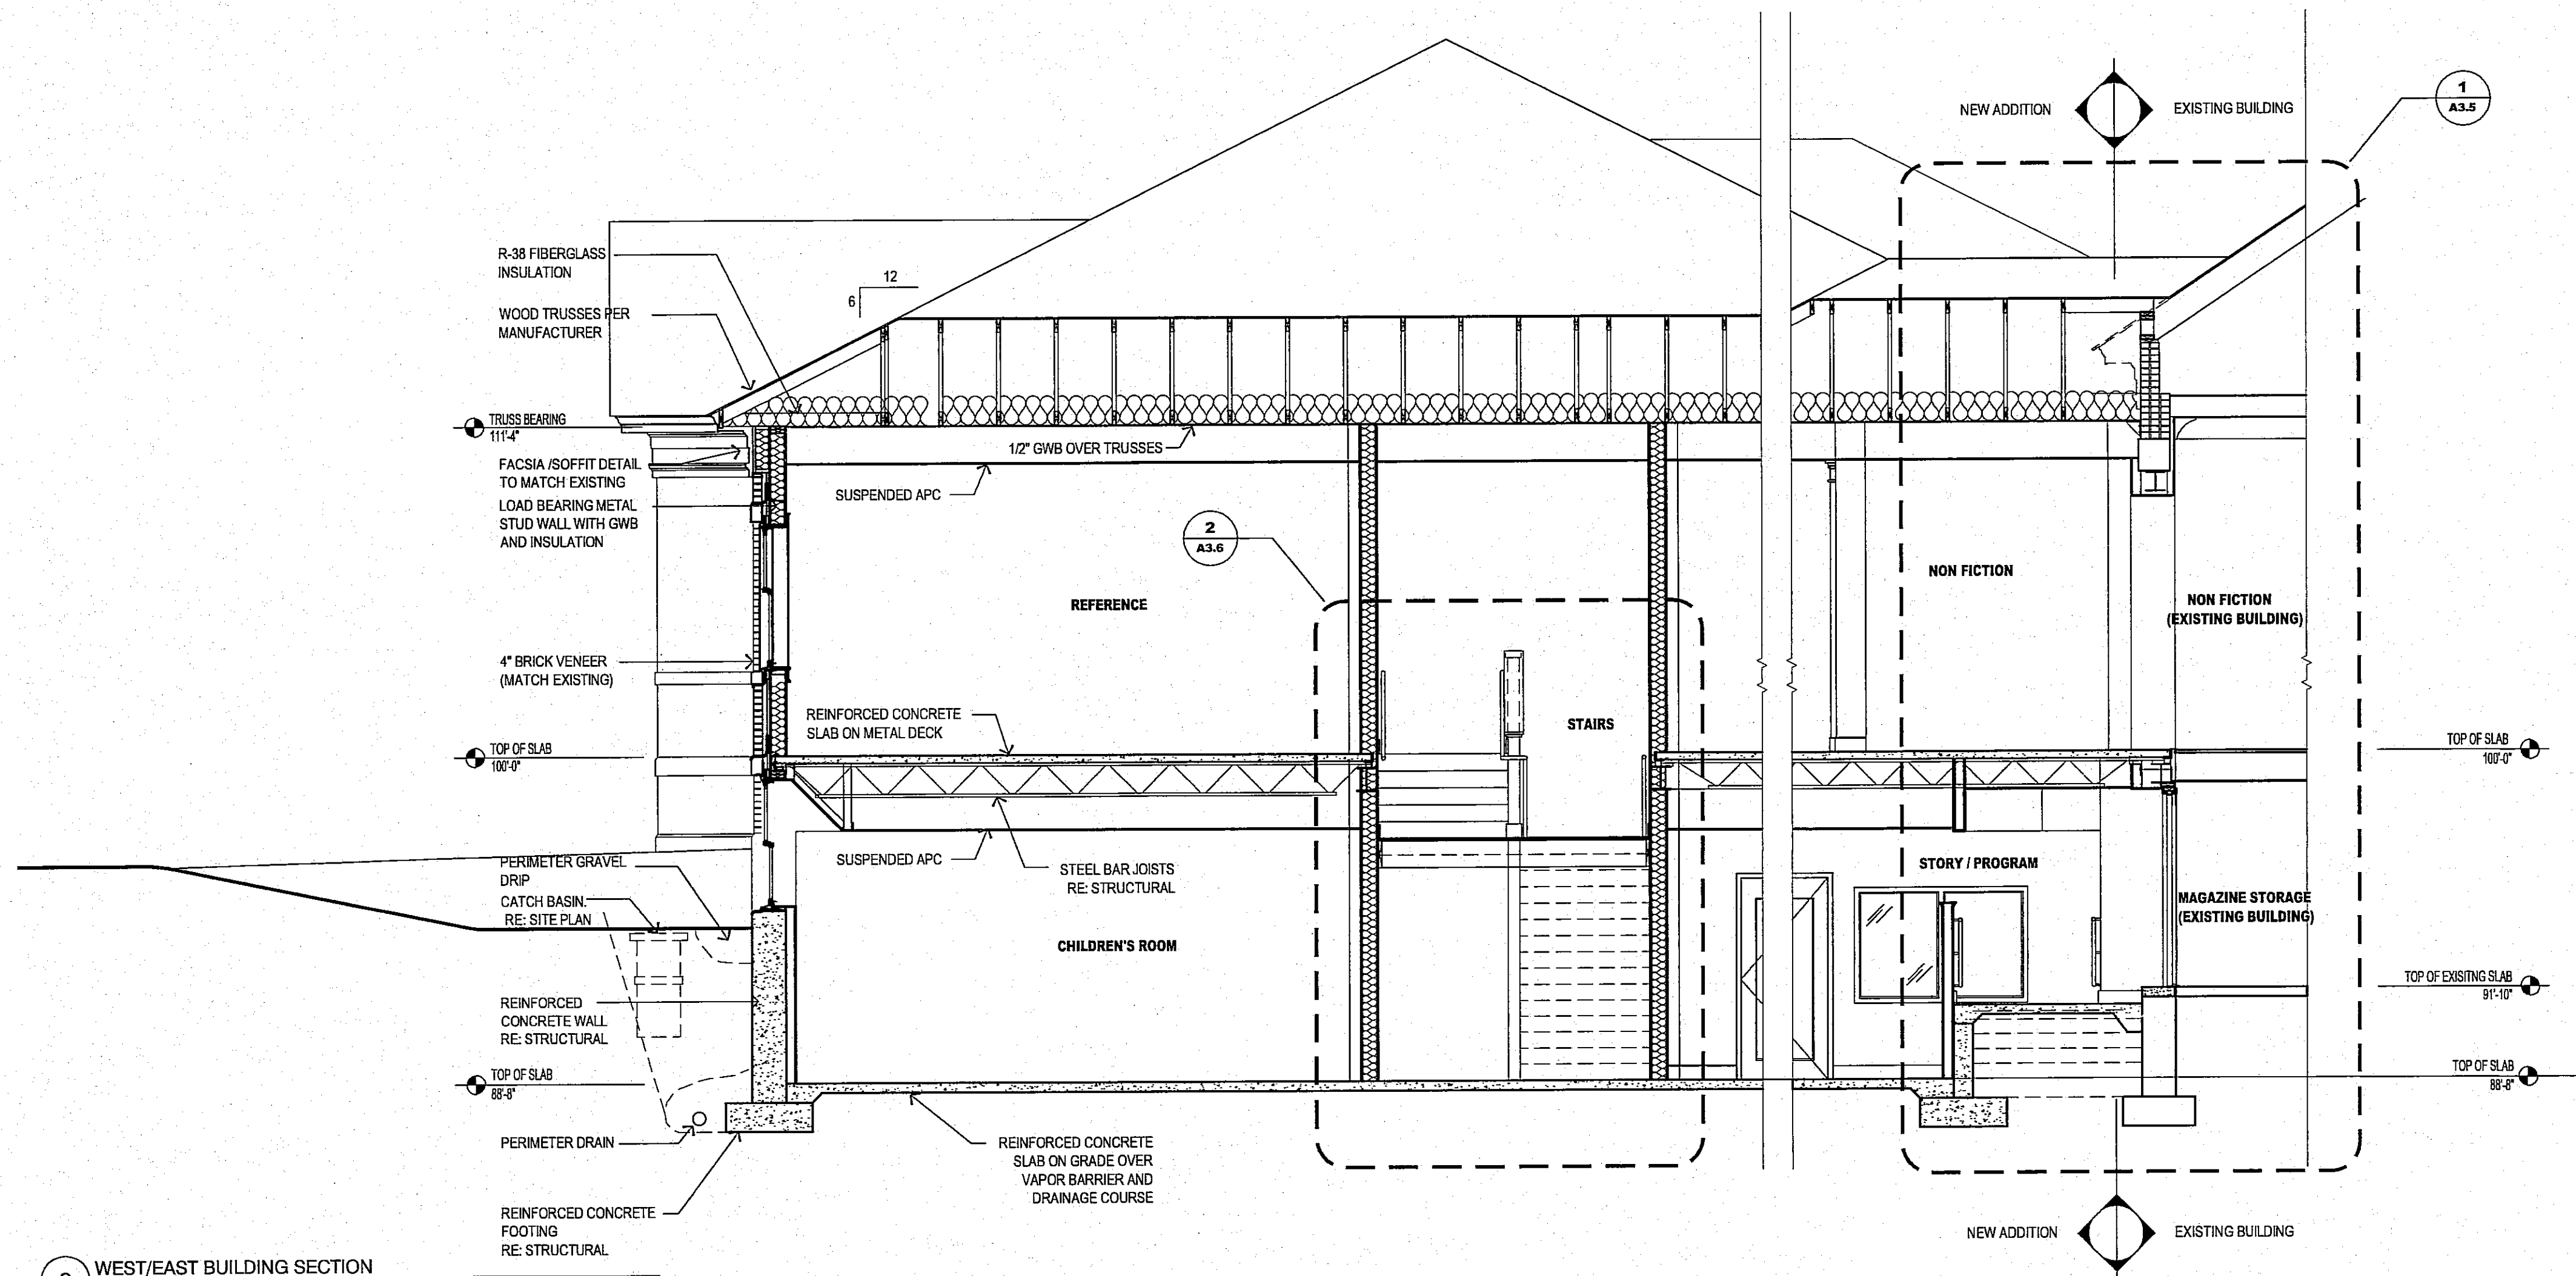 1
A3.5
NEW ADDITION
EXISTING BUILDING
R-38 FIBERGLASS
INSULATION
12
6
WOOD TRUSSES PER
MANUFACTURER
TRUSS BEARING
111'-4"
1/2" GWB OVER TRUSSES
FACSIA /SOFFIT DETAIL
TO MATCH EXISTING
SUSPENDED APC
LOAD BEARING METAL
STUD WALL WITH GWB
AND INSULATION
2
A3.6
REFERENCE
NON FICTION
NON FICTION
(EXISTING BUILDING)
4" BRICK VENEER
(MATCH EXISTING)
REINFORCED CONCRETE
SLAB ON METAL DECK
STAIRS
TOP OF SLAB
100'-0"
TOP OF SLAB
100'-0"
PERIMETER GRAVEL
DRIP
SUSPENDED APC
STEEL BAR JOISTS
RE: STRUCTURAL
STORY / PROGRAM
CATCH BASIN.
RE: SITE PLAN
MAGAZINE STORAGE
(EXISTING BUILDING)
CHILDREN'S ROOM
TOP OF EXISITNG SLAB
91'-10"
REINFORCED
CONCRETE WALL
RE: STRUCTURAL
TOP OF SLAB
88'-8"
TOP OF SLAB
88'-8"
PERIMETER DRAIN
REINFORCED CONCRETE
SLAB ON GRADE OVER
VAPOR BARRIER AND
DRAINAGE COURSE
REINFORCED CONCRETE
FOOTING
RE: STRUCTURAL
NEW ADDITION
EXISTING BUILDING
WEST/EAST BUILDING SECTION